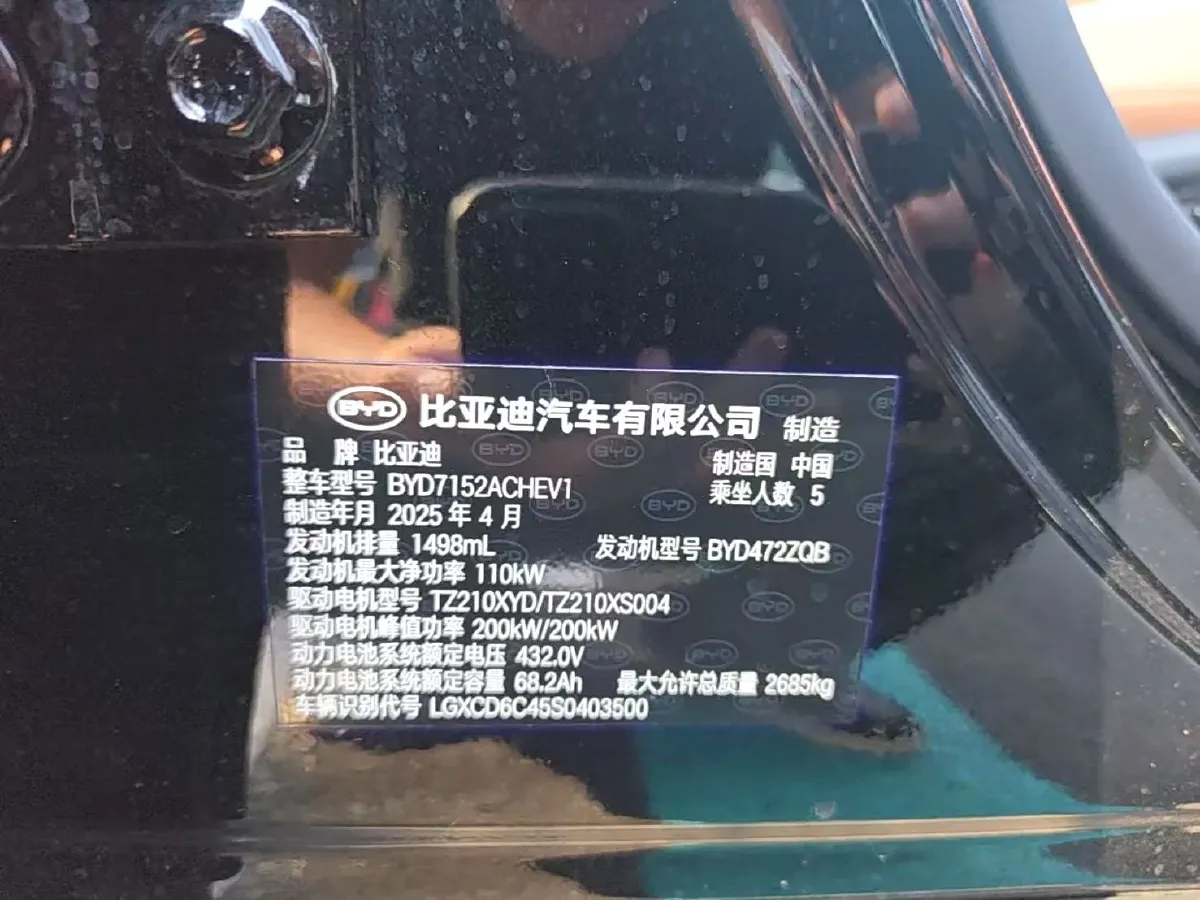 BYD 比亚迪汽车有限公司 制造
品 牌 比亚迪 制造国 中国
整车型号 BYD7152ACHEV1 乘坐人数 5
制造年月 2025 年 4 月
发动机排量 1498mL 发动机型号 BYD472ZQB
发动机最大净功率 110kW
驱动电机型号 TZ210XYD/TZ210XS004
驱动电机峰值功率 200kW/200kW
动力电池系统额定电压 432.0V
动力电池系统额定容量 68.2Ah 最大允许总质量 2685kg
车辆识别代号 LGXCD6C45S0403500